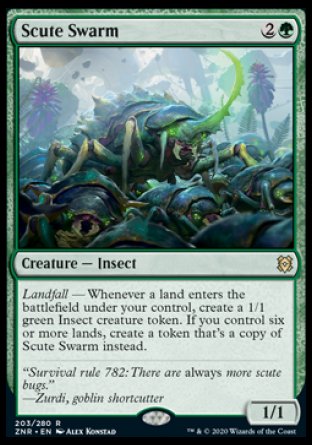 Scute Swarm 2
Creature — Insect
Landfall — Whenever a land enters the
battlefield under your control, create a 1/1
green Insect creature token. If you control six
or more lands, create a token that's a copy of
Scute Swarm instead.
"Survival rule 782: There are always more scute
bugs."
—Zurdi, goblin shortcutter
203/280 R
ZNR • EN Alex Konstad
™ & © 2020 Wizards of the Coast
1/1